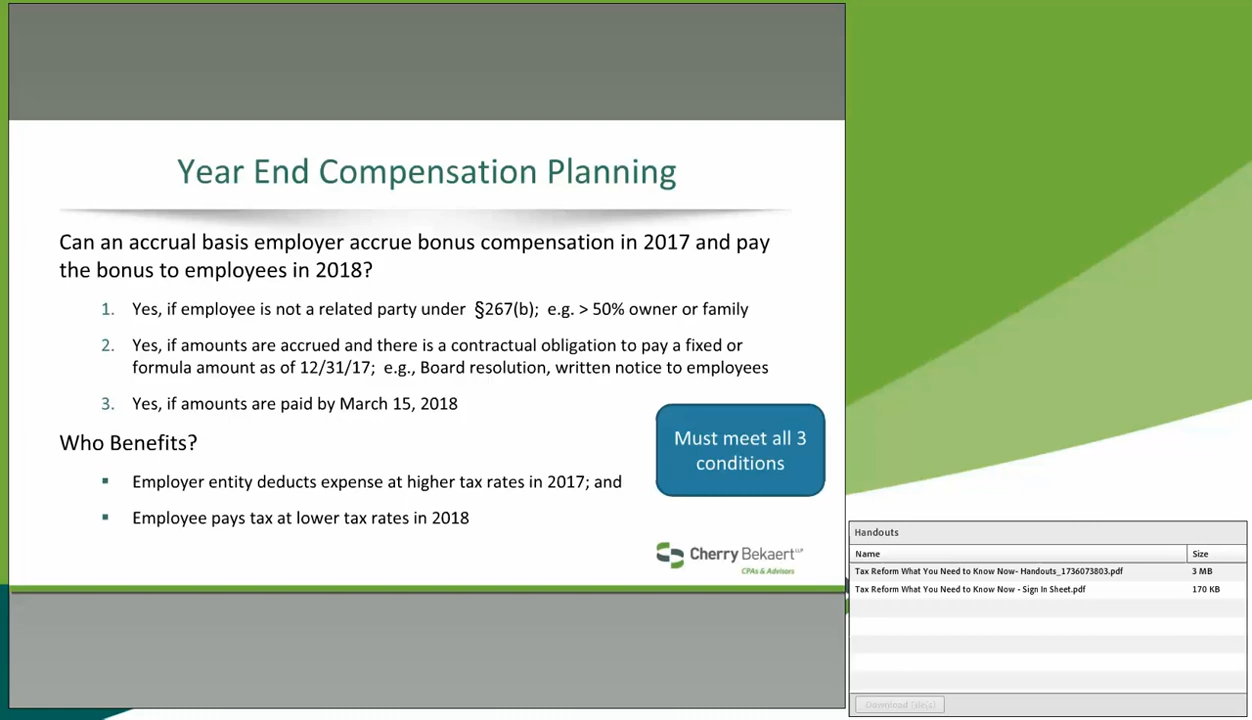 Year End Compensation Planning
Can an accrual basis employer accrue bonus compensation in 2017 and pay
the bonus to employees in 2018?
1. Yes, if employee is not a related party under §267(b); e.g. > 50% owner or family
2. Yes, if amounts are accrued and there is a contractual obligation to pay a fixed or
formula amount as of 12/31/17; e.g., Board resolution, written notice to employees
3. Yes, if amounts are paid by March 15, 2018
Must meet all 3
conditions
Who Benefits?
▪ Employer entity deducts expense at higher tax rates in 2017; and
▪ Employee pays tax at lower tax rates in 2018
Cherry Bekaert LLP
CPAs & Advisors
Handouts
Name Size
Tax Reform What You Need to Know Now- Handouts_1736073803.pdf 3 MB
Tax Reform What You Need to Know Now - Sign In Sheet.pdf 170 KB
Download File(s)